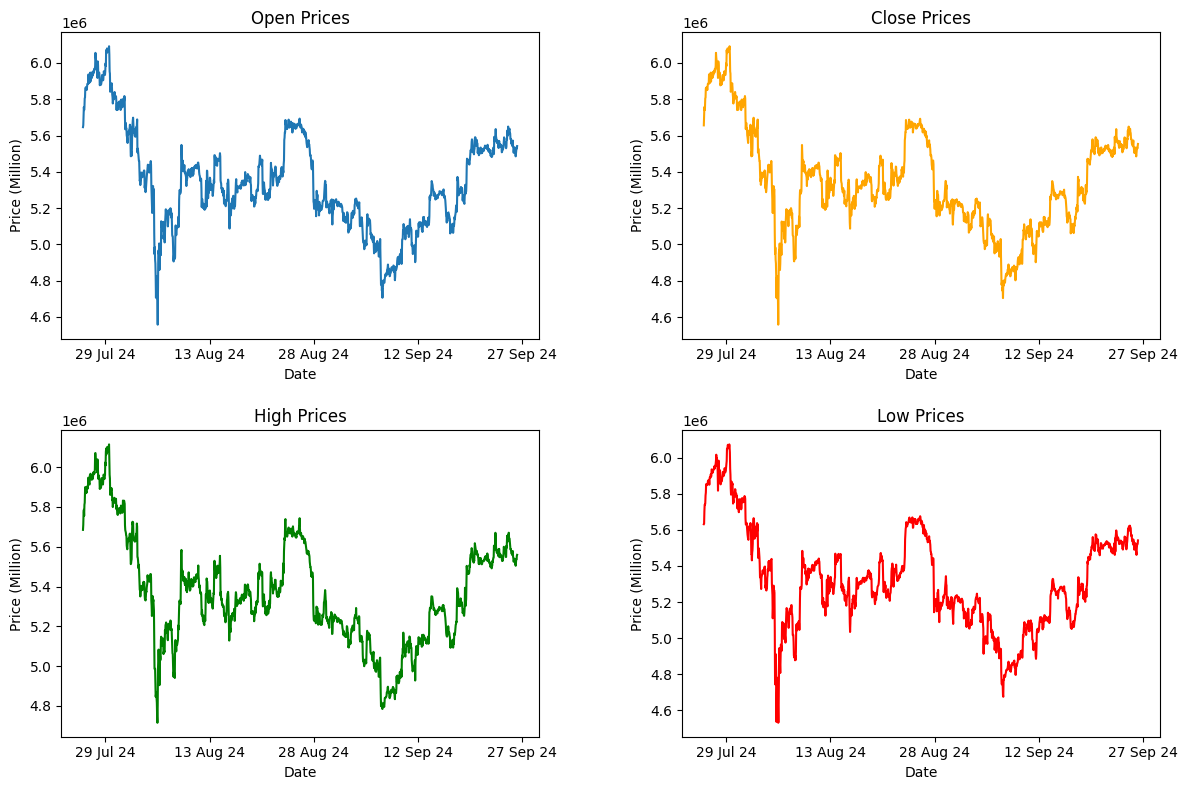 Open Prices
1e6
Price (Million)
6.0
5.8
5.6
5.4
5.2
5.0
4.8
4.6
29 Jul 24 13 Aug 24 28 Aug 24 12 Sep 24 27 Sep 24
Date
Close Prices
1e6
Price (Million)
6.0
5.8
5.6
5.4
5.2
5.0
4.8
4.6
29 Jul 24 13 Aug 24 28 Aug 24 12 Sep 24 27 Sep 24
Date
High Prices
1e6
Price (Million)
6.0
5.8
5.6
5.4
5.2
5.0
4.8
29 Jul 24 13 Aug 24 28 Aug 24 12 Sep 24 27 Sep 24
Date
Low Prices
1e6
Price (Million)
6.0
5.8
5.6
5.4
5.2
5.0
4.8
4.6
29 Jul 24 13 Aug 24 28 Aug 24 12 Sep 24 27 Sep 24
Date